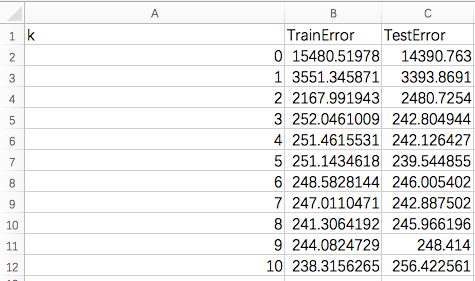 A B C
1 k TrainError TestError
2 0 15480.51978 14390.763
3 1 3551.345871 3393.8691
4 2 2167.991943 2480.7254
5 3 252.0461009 242.804944
6 4 251.4615531 242.126427
7 5 251.1434618 239.544855
8 6 248.5828144 246.005402
9 7 247.0110471 242.887502
10 8 241.3064192 245.966196
11 9 244.0824729 248.414
12 10 238.3156265 256.422561